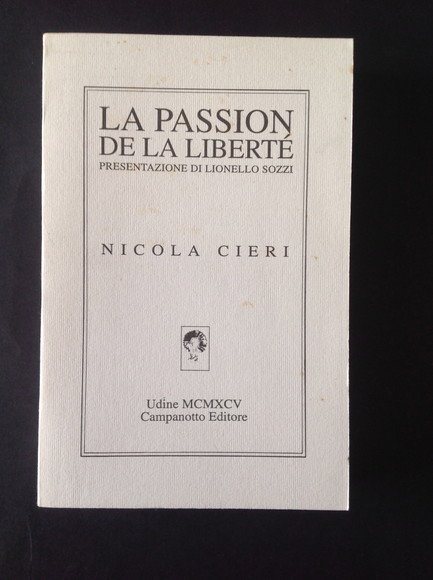 LA PASSION
DE LA LIBERTÉ
PRESENTAZIONE DI LIONELLO SOZZI
NICOLA CIERI
Udine MCMXCV
Campanotto Editore